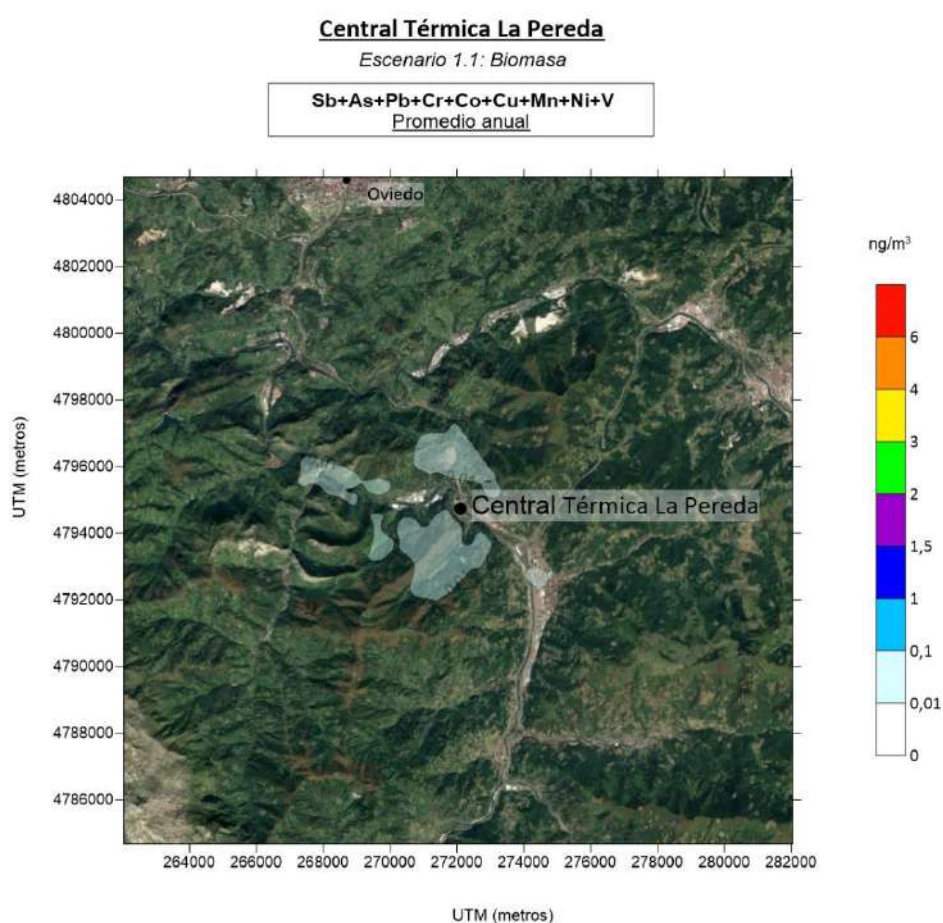 Central Térmica La Pereda
Escenario 1.1: Biomasa
Sb+As+Pb+Cr+Co+Cu+Mn+Ni+V
Promedio anual
Oviedo
Central Térmica La Pereda
UTM (metros)
4804000
4802000
4800000
4798000
4796000
4794000
4792000
4790000
4788000
4786000
264000 266000 268000 270000 272000 274000 276000 278000 280000 282000
UTM (metros)
ng/m³
6
4
3
2
1,5
1
0,1
0,01
0